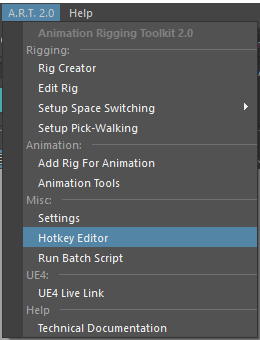 A.R.T. 2.0 Help
Animation Rigging Toolkit 2.0
Rigging:
Rig Creator
Edit Rig
Setup Space Switching
Setup Pick-Walking
Animation:
Add Rig For Animation
Animation Tools
Misc:
Settings
Hotkey Editor
Run Batch Script
UE4:
UE4 Live Link
Help
Technical Documentation